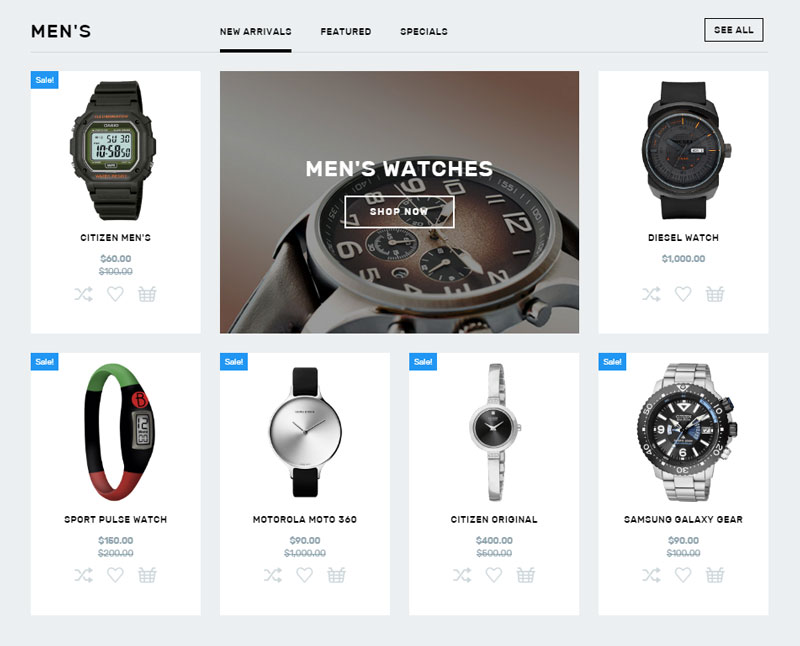 MEN'S
NEW ARRIVALS FEATURED SPECIALS
SEE ALL
Sale!
CASIO
10:58 50
CITIZEN MEN'S
$60.00
$100.00
MEN'S WATCHES
SHOP NOW
DIESEL WATCH
$1,000.00
Sale!
B
SPORT PULSE WATCH
$150.00
$200.00
Sale!
MOTOROLA MOTO 360
$90.00
$1,000.00
Sale!
CITIZEN ORIGINAL
$400.00
$500.00
Sale!
CITIZEN
SAMSUNG GALAXY GEAR
$90.00
$100.00